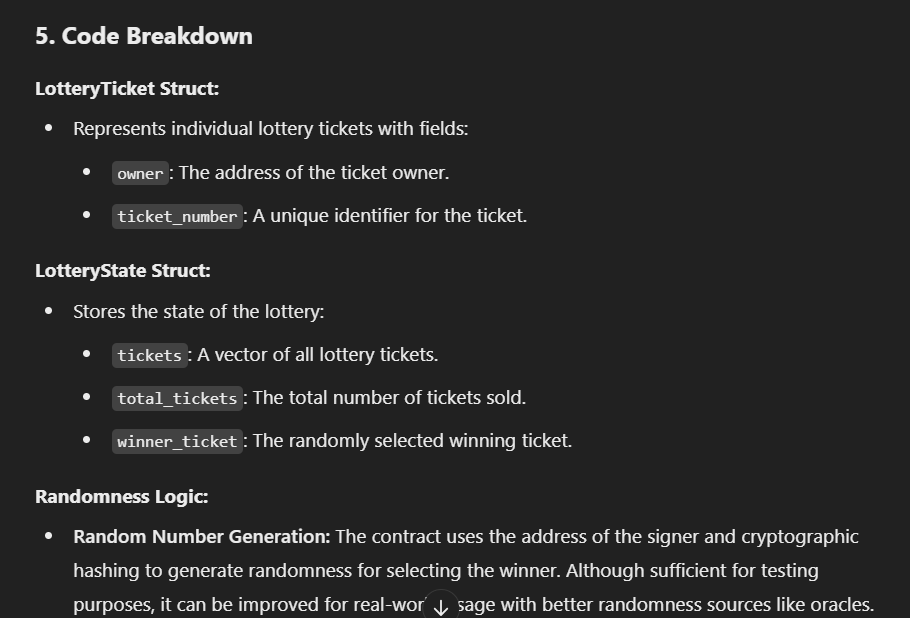 5. Code Breakdown
LotteryTicket Struct:
Represents individual lottery tickets with fields:
owner: The address of the ticket owner.
ticket_number: A unique identifier for the ticket.
LotteryState Struct:
Stores the state of the lottery:
tickets: A vector of all lottery tickets.
total_tickets: The total number of tickets sold.
winner_ticket: The randomly selected winning ticket.
Randomness Logic:
Random Number Generation: The contract uses the address of the signer and cryptographic
hashing to generate randomness for selecting the winner. Although sufficient for testing
purposes, it can be improved for with better randomness sources like oracles.